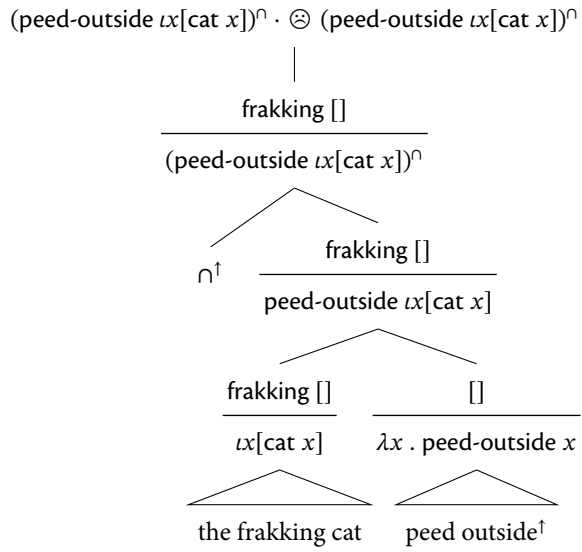 (peed-outside ιx[cat x])ᑎ · ☹ (peed-outside ιx[cat x])ᑎ
frakking []
(peed-outside ιx[cat x])ᑎ
∩↑
frakking []
peed-outside ιx[cat x]
frakking []
ιx[cat x]
[]
λx . peed-outside x
the frakking cat
peed outside↑